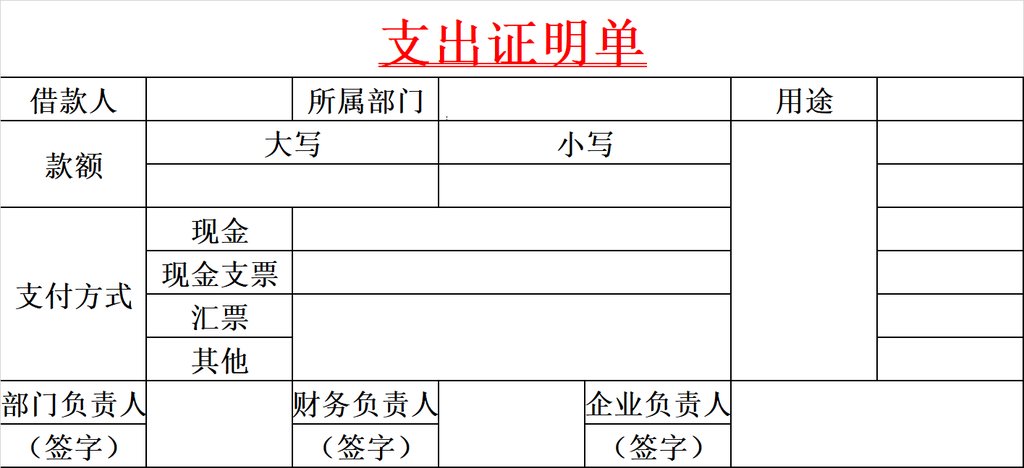 支出证明单
借款人 所属部门 用途
款额 大写 小写
支付方式 现金
现金支票
汇票
其他
部门负责人 财务负责人 企业负责人
（签字） （签字） （签字）